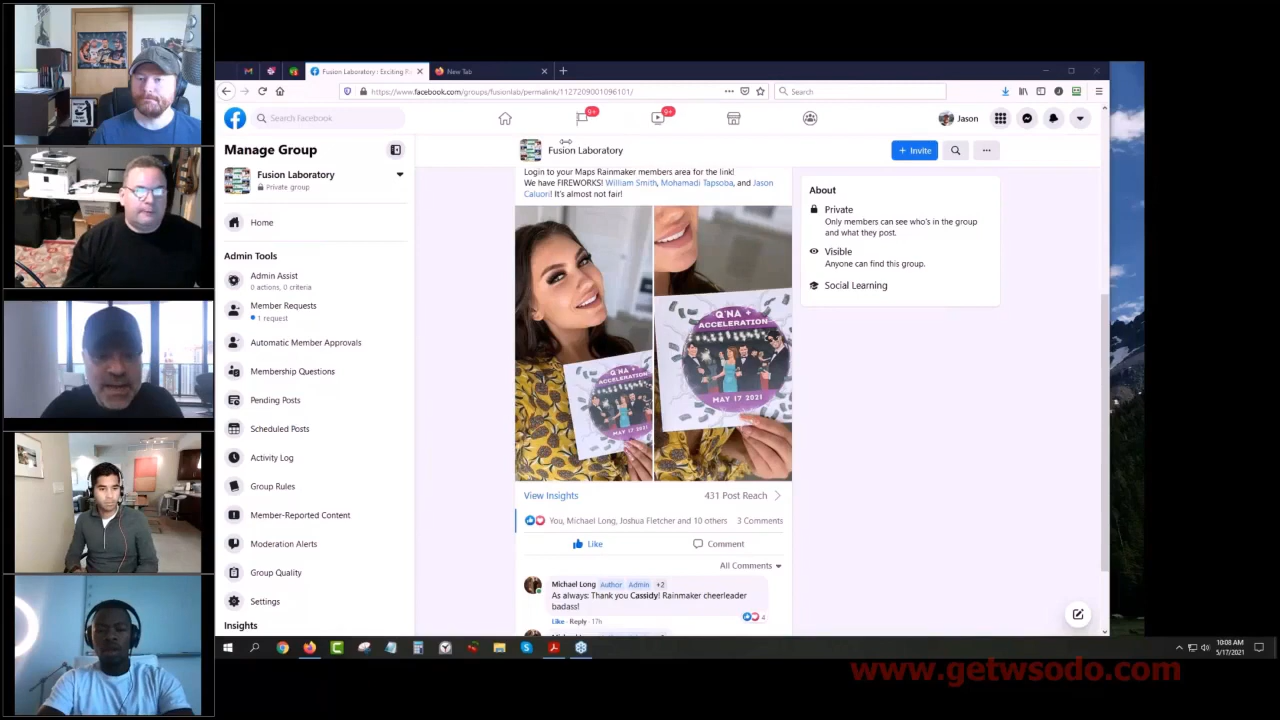 Fusion Laboratory : Exciting
New Tab
https://www.facebook.com/groups/fusionlab/permalink/1127209001096101/
Search
Search Facebook
9+
9+
Jason
Manage Group
Fusion Laboratory
Private group
Home
Admin Tools
Admin Assist
0 actions, 0 criteria
Member Requests
1 request
Automatic Member Approvals
Membership Questions
Pending Posts
Scheduled Posts
Activity Log
Group Rules
Member-Reported Content
Moderation Alerts
Group Quality
Settings
Insights
Fusion Laboratory
+ Invite
Login to your Maps Rainmaker members area for the link!
We have FIREWORKS! William Smith, Mohamadi Tapsoba, and Jason
Caluori! It's almost not fair!
Q'NA +
ACCELERATION
MAY 17 2021
Q'NA +
ACCELERATION
MAY 17 2021
View Insights
431 Post Reach
You, Michael Long, Joshua Fletcher and 10 others
3 Comments
Like
Comment
All Comments
Michael Long Author Admin +2
As always: Thank you Cassidy! Rainmaker cheerleader
badass!
4
Like · Reply · 17h
About
Private
Only members can see who's in the group
and what they post.
Visible
Anyone can find this group.
Social Learning
10:08 AM
5/17/2021
www.getwsodo.com